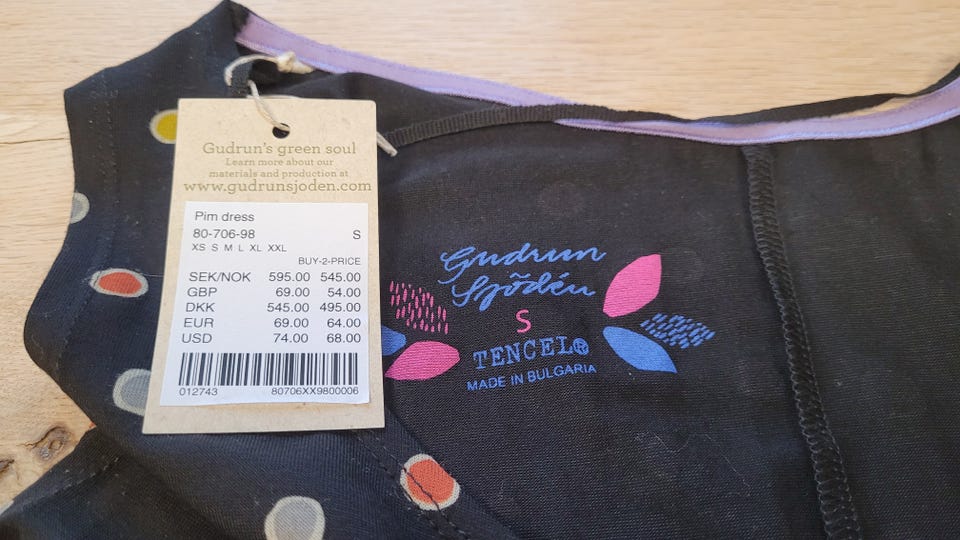 Gudrun's green soul
Learn more about our
materials and production at
www.gudrunsjoden.com
Pim dress
80-706-98 S
XS S M L XL XXL
BUY-2-PRICE
SEK/NOK 595.00 545.00
GBP 69.00 54.00
DKK 545.00 495.00
EUR 69.00 64.00
USD 74.00 68.00
012743 80706XX9800006
Gudrun
Sjödén
S
TENCEL®
MADE IN BULGARIA